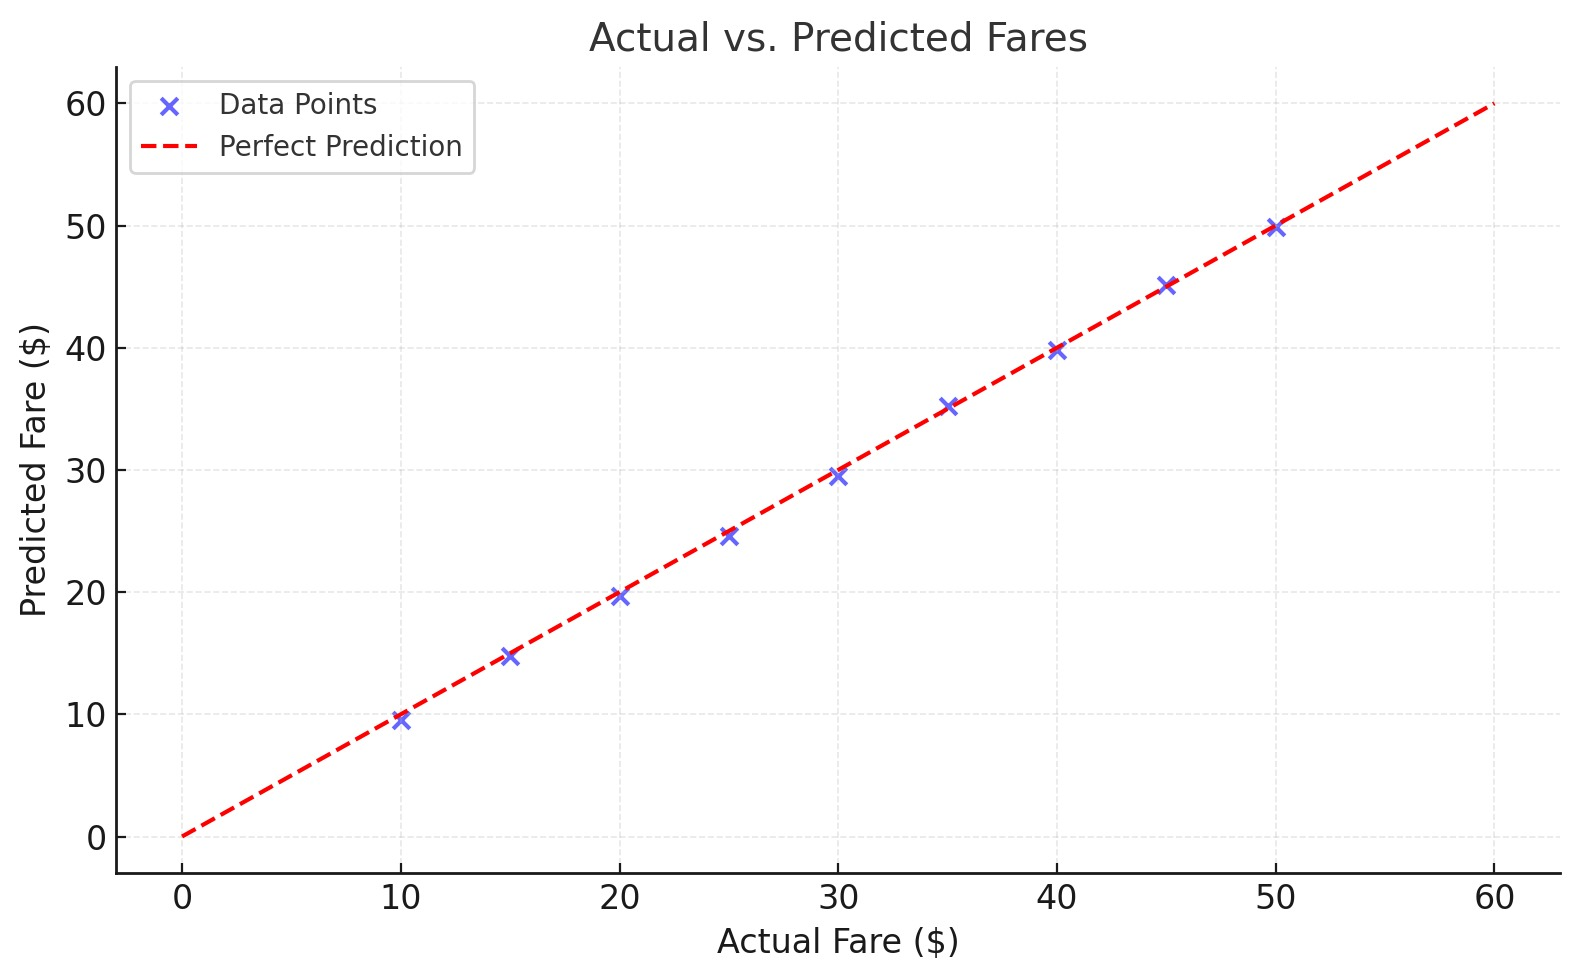 Actual vs. Predicted Fares
Data Points
Perfect Prediction
60
50
40
30
20
10
0
Predicted Fare ($)
0 10 20 30 40 50 60
Actual Fare ($)